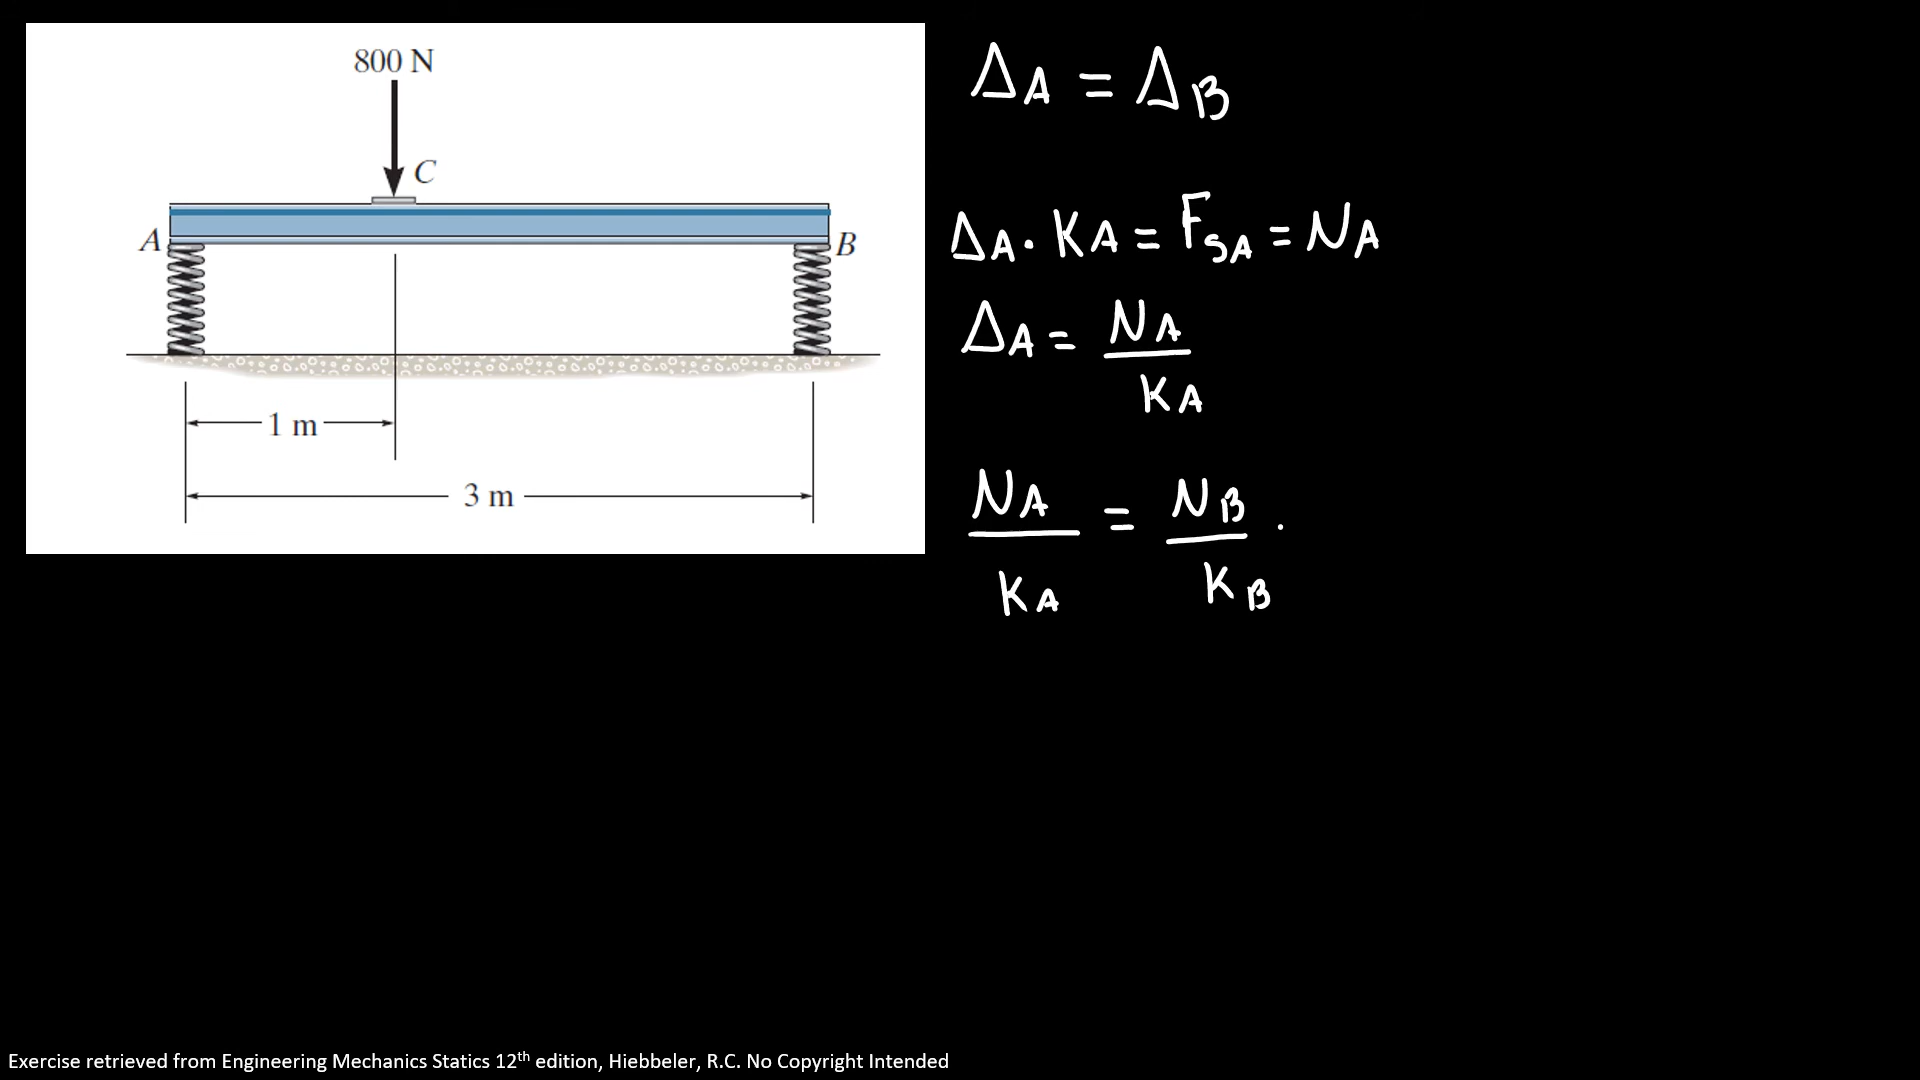 800 N
C
A
B
1 m
3 m
ΔA = ΔB
ΔA · KA = FSA = NA
ΔA = NA / KA
NA / KA = NB / KB ·
Exercise retrieved from Engineering Mechanics Statics 12th edition, Hiebbeler, R.C. No Copyright Intended